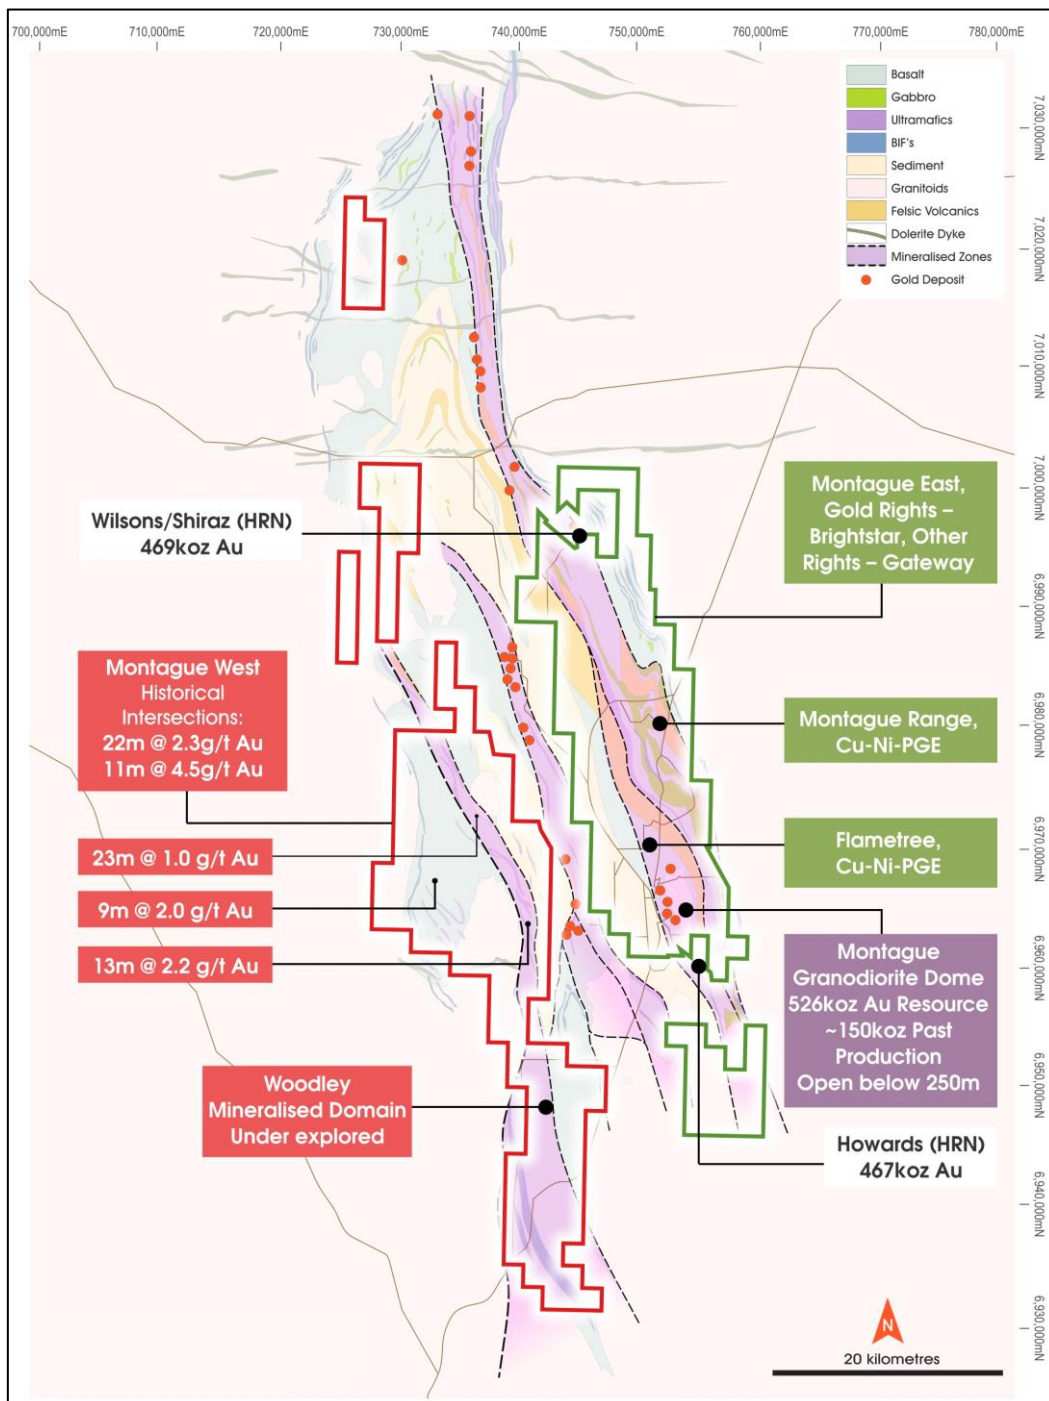 700,000mE
710,000mE
720,000mE
730,000mE
740,000mE
750,000mE
760,000mE
770,000mE
780,000mE
Basalt
Gabbro
Ultramafics
BIF's
Sediment
Granitoids
Felsic Volcanics
Dolerite Dyke
Mineralised Zones
Gold Deposit
7,030,000mN
7,020,000mN
7,010,000mN
7,000,000mN
6,990,000mN
6,980,000mN
6,970,000mN
6,960,000mN
6,950,000mN
6,940,000mN
6,930,000mN
Wilsons/Shiraz (HRN)
469koz Au
Montague East,
Gold Rights –
Brightstar, Other
Rights – Gateway
Montague West
Historical
Intersections:
22m @ 2.3g/t Au
11m @ 4.5g/t Au
Montague Range,
Cu-Ni-PGE
23m @ 1.0 g/t Au
Flametree,
Cu-Ni-PGE
9m @ 2.0 g/t Au
13m @ 2.2 g/t Au
Montague
Granodiorite Dome
526koz Au Resource
~150koz Past
Production
Open below 250m
Woodley
Mineralised Domain
Under explored
Howards (HRN)
467koz Au
N
20 kilometres